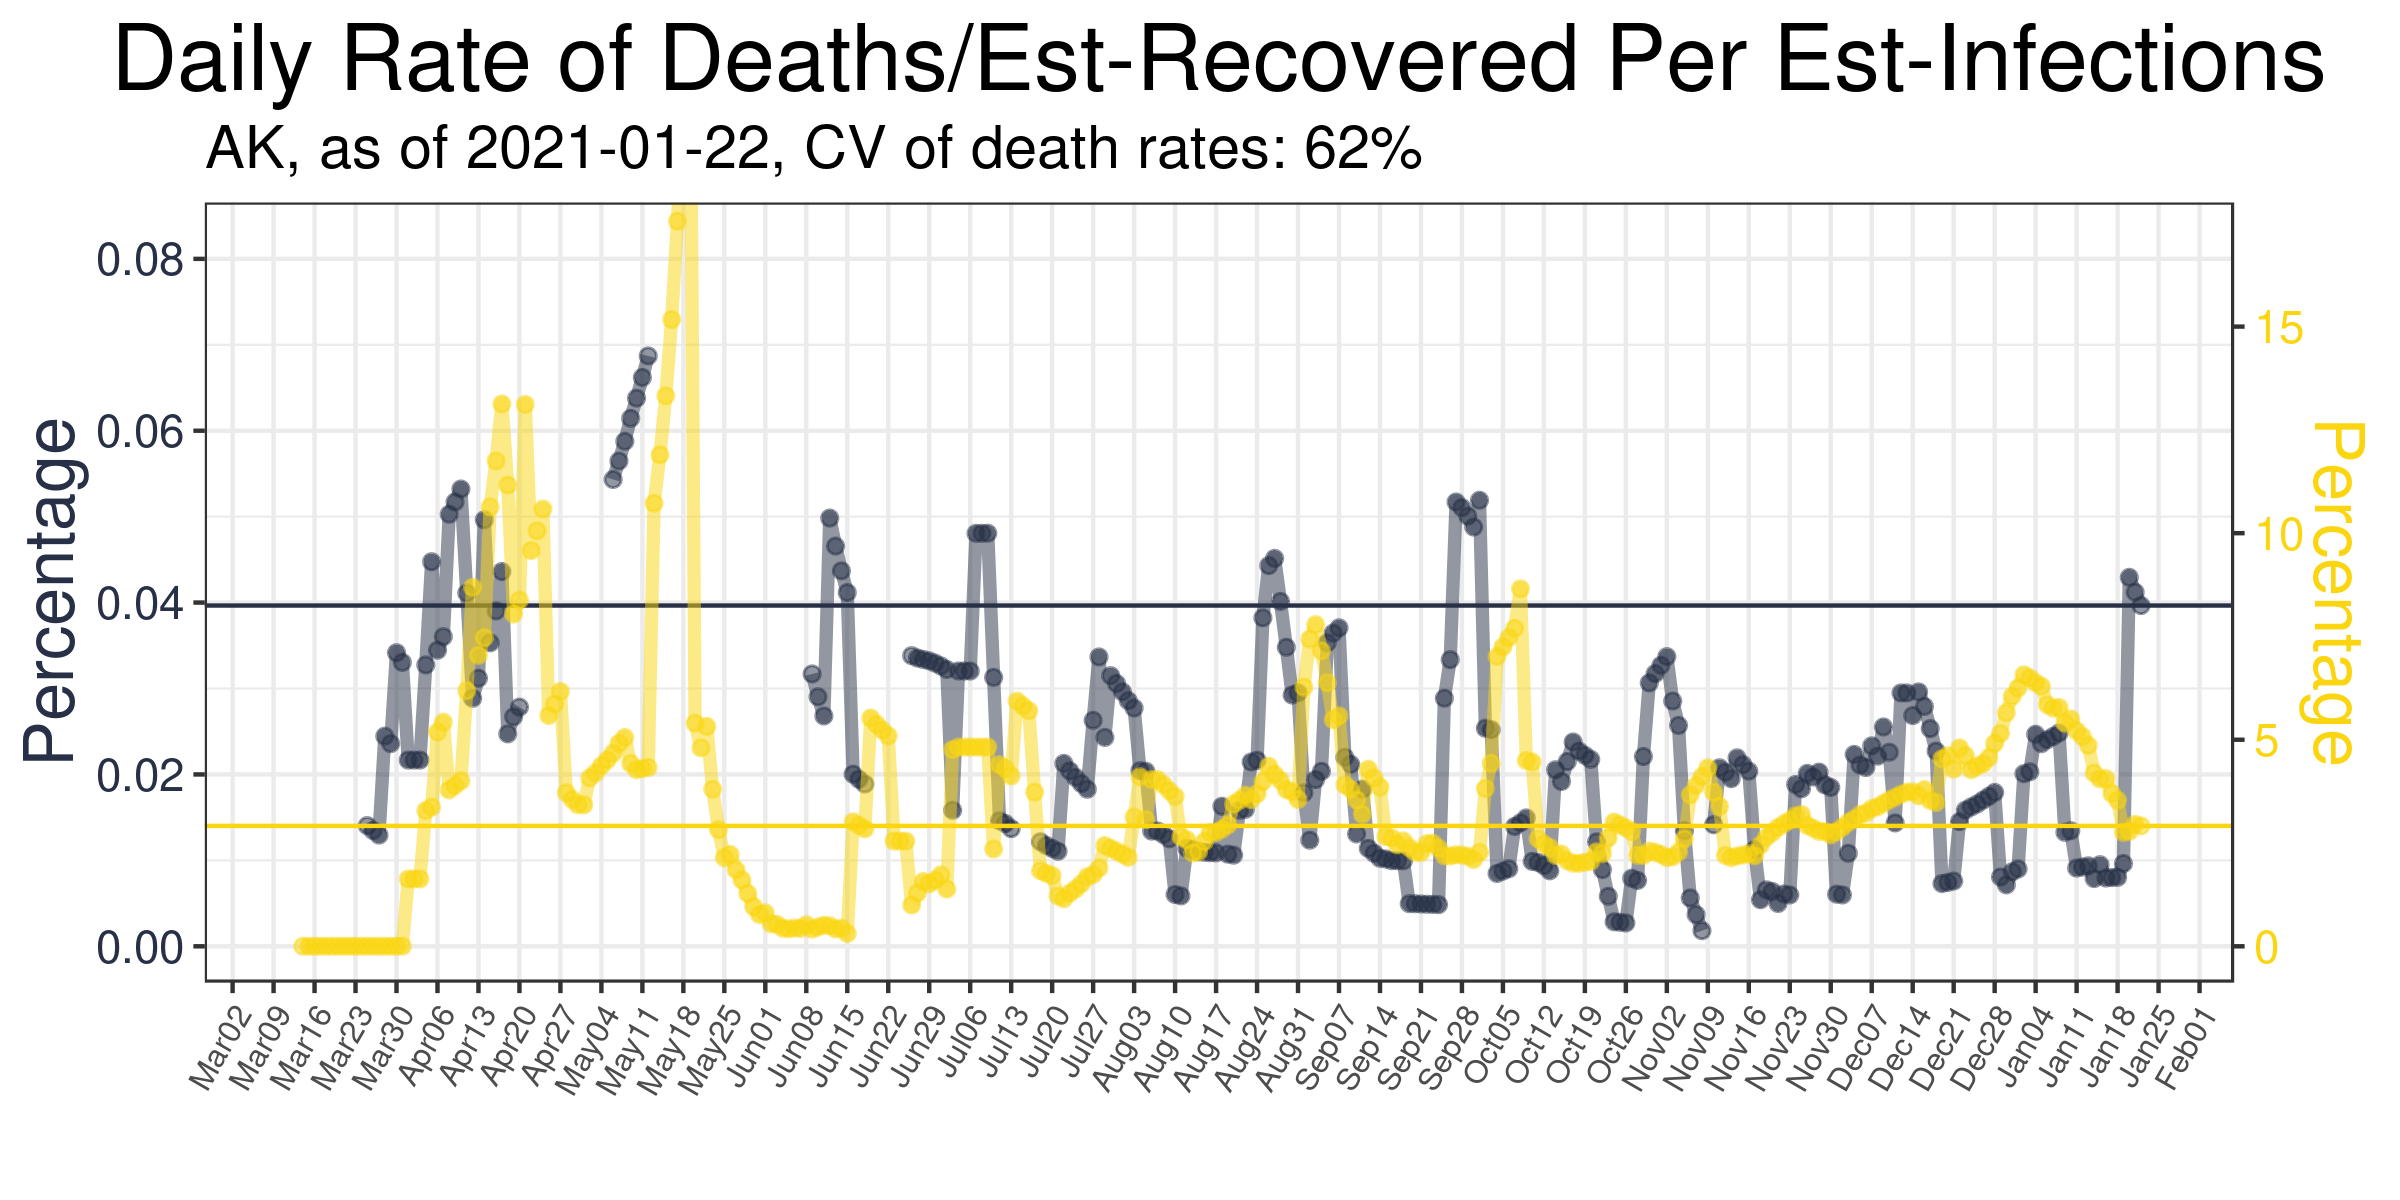 Daily Rate of Deaths/Est-Recovered Per Est-Infections
AK, as of 2021-01-22, CV of death rates: 62%
Percentage
0.08
0.06
0.04
0.02
0.00
15
10
5
0
Percentage
Mar02
Mar09
Mar16
Mar23
Mar30
Apr06
Apr13
Apr20
Apr27
May04
May11
May18
May25
Jun01
Jun08
Jun15
Jun22
Jun29
Jul06
Jul13
Jul20
Jul27
Aug03
Aug10
Aug17
Aug24
Aug31
Sep07
Sep14
Sep21
Sep28
Oct05
Oct12
Oct19
Oct26
Nov02
Nov09
Nov16
Nov23
Nov30
Dec07
Dec14
Dec21
Dec28
Jan04
Jan11
Jan18
Jan25
Feb01